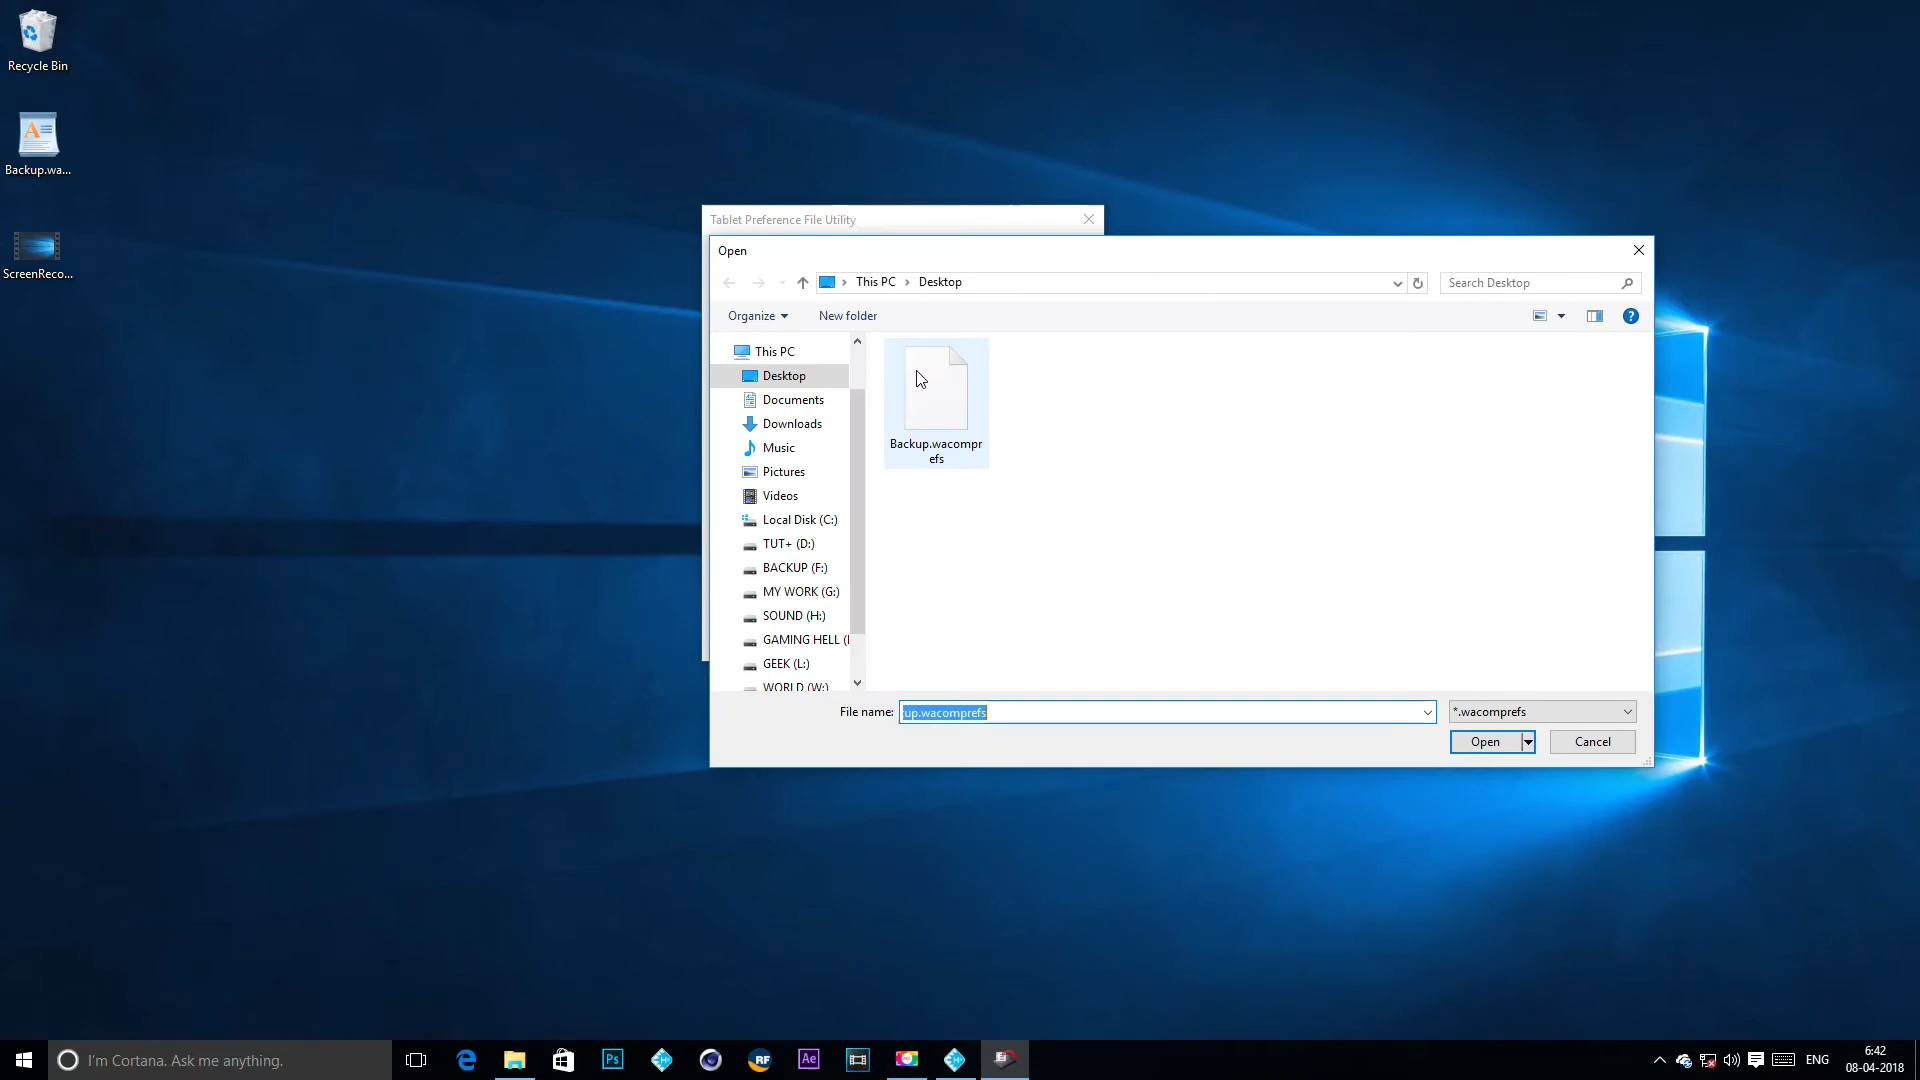 Recycle Bin
Backup.wa...
ScreenReco...
Tablet Preference File Utility
Open
This PC
Desktop
Search Desktop
Organize
New folder
This PC
Desktop
Documents
Downloads
Music
Pictures
Videos
Local Disk (C:)
TUT+ (D:)
BACKUP (F:)
MY WORK (G:)
SOUND (H:)
GAMING HELL (
GEEK (L:)
WORLD (W:)
Backup.wacompr
efs
File name:
up.wacomprefs
*.wacomprefs
Open
Cancel
I'm Cortana. Ask me anything.
Ps
RF
Ae
ENG
6:42
08-04-2018